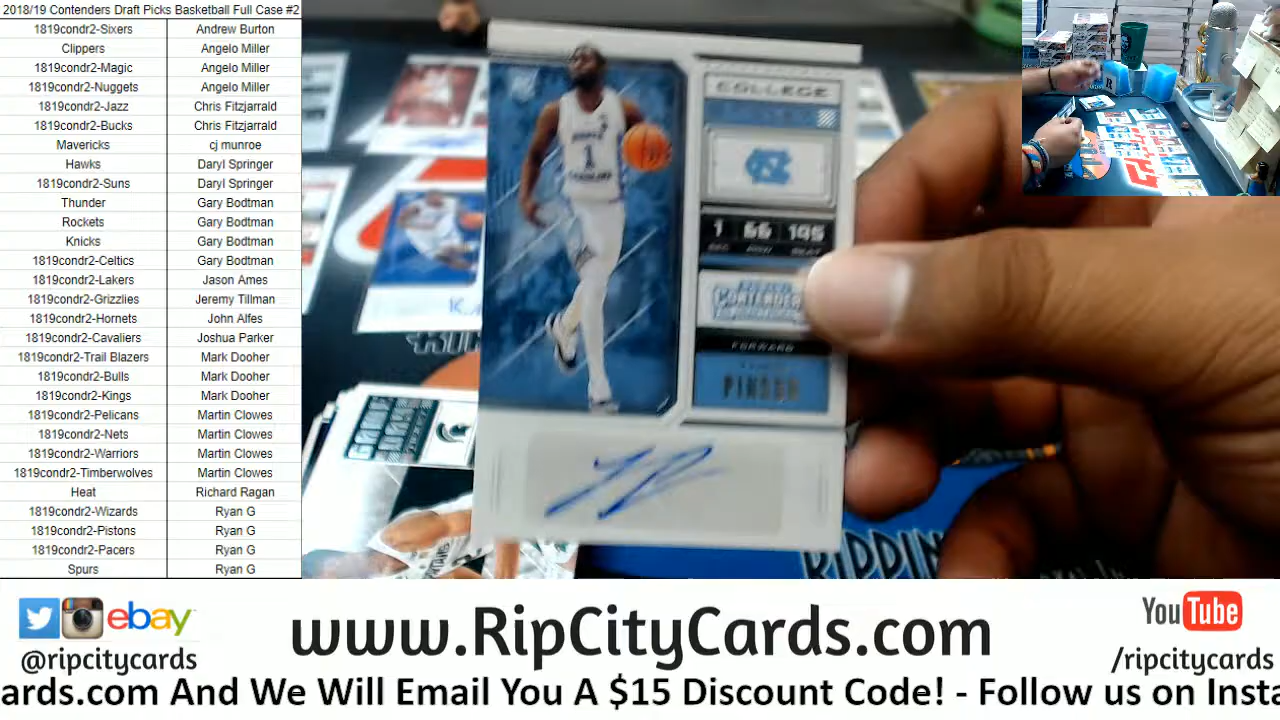 2018/19 Contenders Draft Picks Basketball Full Case #2
1819condr2-Sixers Andrew Burton
Clippers Angelo Miller
1819condr2-Magic Angelo Miller
1819condr2-Nuggets Angelo Miller
1819condr2-Jazz Chris Fitzjarrald
1819condr2-Bucks Chris Fitzjarrald
Mavericks cj munroe
Hawks Daryl Springer
1819condr2-Suns Daryl Springer
Thunder Gary Bodtman
Rockets Gary Bodtman
Knicks Gary Bodtman
1819condr2-Celtics Gary Bodtman
1819condr2-Lakers Jason Ames
1819condr2-Grizzlies Jeremy Tillman
1819condr2-Hornets John Alfes
1819condr2-Cavaliers Joshua Parker
1819condr2-Trail Blazers Mark Dooher
1819condr2-Bulls Mark Dooher
1819condr2-Kings Mark Dooher
1819condr2-Pelicans Martin Clowes
1819condr2-Nets Martin Clowes
1819condr2-Warriors Martin Clowes
1819condr2-Timberwolves Martin Clowes
Heat Richard Ragan
1819condr2-Wizards Ryan G
1819condr2-Pistons Ryan G
1819condr2-Pacers Ryan G
Spurs Ryan G
COLLEGE
NC
1 66 195
CONTENDERS
FORWARD
PINSON
1
GAME
RIPPIN
ebay
@ripcitycards
www.RipCityCards.com
YouTube
/ripcitycards
ards.com And We Will Email You A $15 Discount Code! - Follow us on Insta